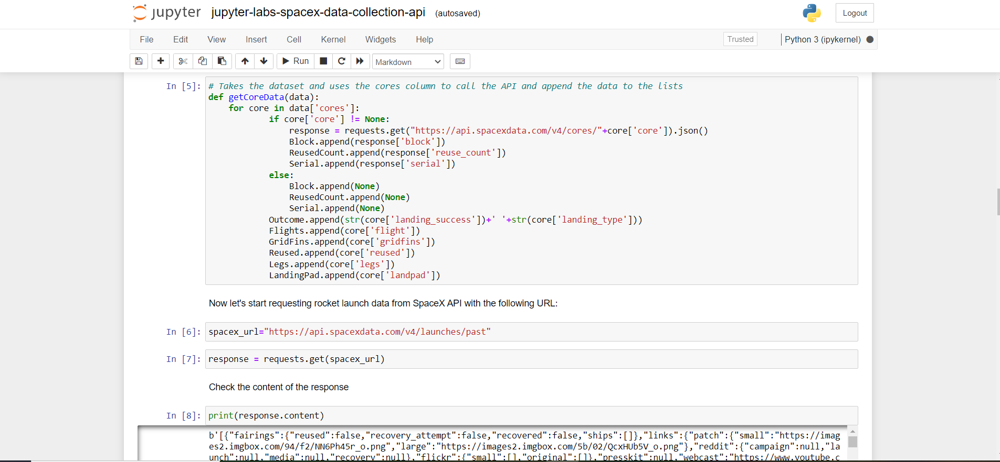 jupyter jupyter-labs-spacex-data-collection-api (autosaved) Logout
File Edit View Insert Cell Kernel Widgets Help Trusted Python 3 (ipykernel)
Run Markdown
In [5]: # Takes the dataset and uses the cores column to call the API and append the data to the lists
def getCoreData(data):
    for core in data['cores']:
            if core['core'] != None:
                response = requests.get("https://api.spacexdata.com/v4/cores/"+core['core']).json()
                Block.append(response['block'])
                ReusedCount.append(response['reuse_count'])
                Serial.append(response['serial'])
            else:
                Block.append(None)
                ReusedCount.append(None)
                Serial.append(None)
            Outcome.append(str(core['landing_success'])+' '+str(core['landing_type']))
            Flights.append(core['flight'])
            GridFins.append(core['gridfins'])
            Reused.append(core['reused'])
            Legs.append(core['legs'])
            LandingPad.append(core['landpad'])
Now let's start requesting rocket launch data from SpaceX API with the following URL:
In [6]: spacex_url="https://api.spacexdata.com/v4/launches/past"
In [7]: response = requests.get(spacex_url)
Check the content of the response
In [8]: print(response.content)
b'[{"fairings":{"reused":false,"recovery_attempt":false,"recovered":false,"ships":[]},"links":{"patch":{"small":"https://imag
es2.imgbox.com/94/f2/NN6Ph45r_o.png","large":"https://images2.imgbox.com/5b/02/QcxHUb5V_o.png"},"reddit":{"campaign":null,"la
unch":null,"media":null,"recovery":null},"flickr":{"small":[],"original":[]},"presskit":null,"webcast":"https://www.youtube.c